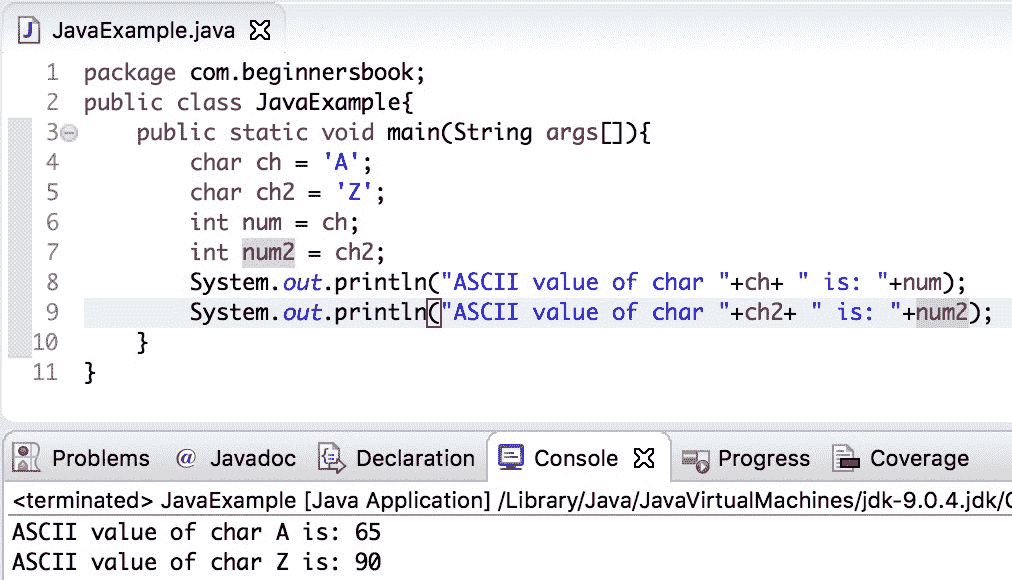 JavaExample.java
1 package com.beginnersbook;
2 public class JavaExample{
3 public static void main(String args[]){
4 char ch = 'A';
5 char ch2 = 'Z';
6 int num = ch;
7 int num2 = ch2;
8 System.out.println("ASCII value of char "+ch+ " is: "+num);
9 System.out.println("ASCII value of char "+ch2+ " is: "+num2);
10 }
11 }
Problems @ Javadoc Declaration Console Progress Coverage
<terminated> JavaExample [Java Application] /Library/Java/JavaVirtualMachines/jdk-9.0.4.jdk/
ASCII value of char A is: 65
ASCII value of char Z is: 90